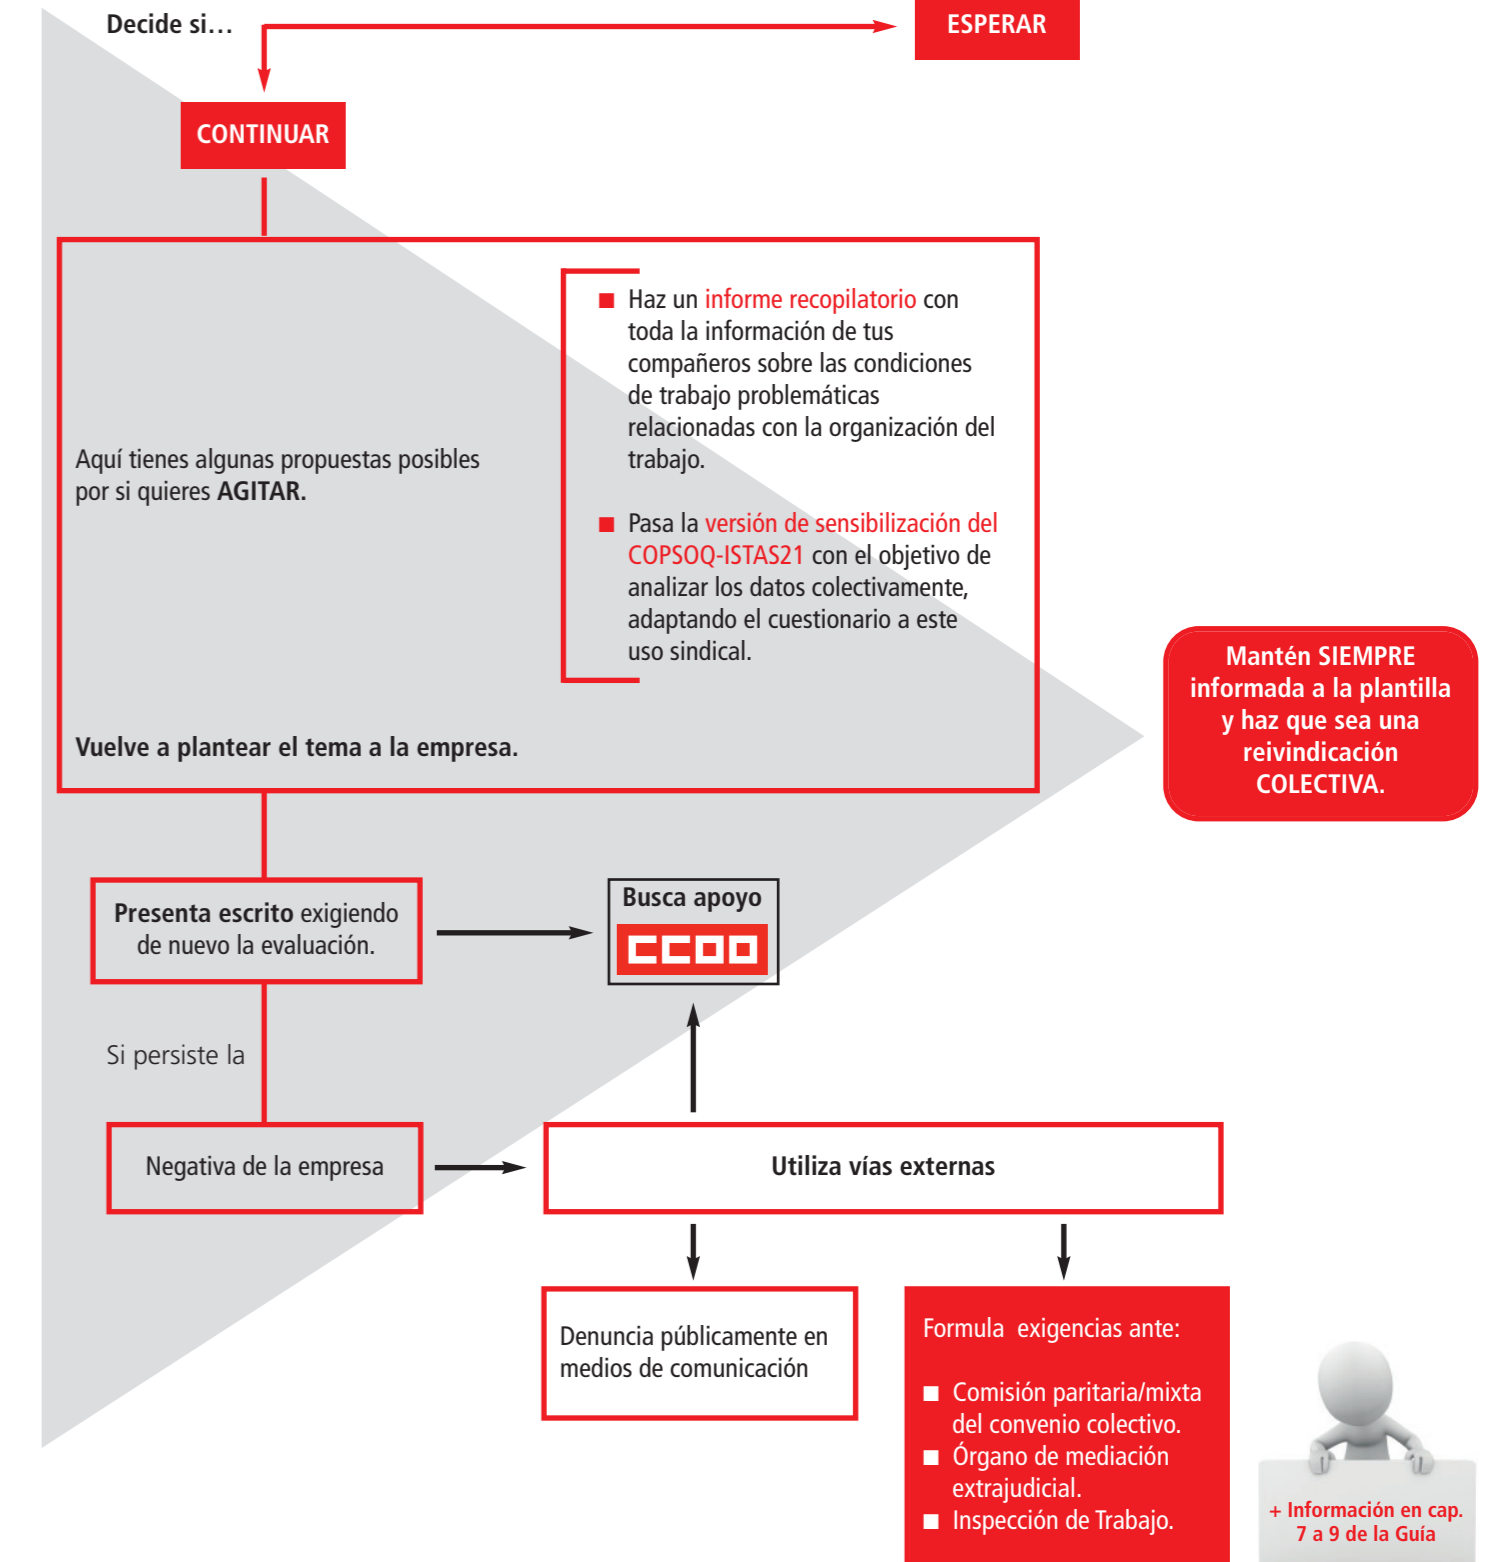 Decide si…
ESPERAR
CONTINUAR
Aquí tienes algunas propuestas posibles
por si quieres AGITAR.
■ Haz un informe recopilatorio con
toda la información de tus
compañeros sobre las condiciones
de trabajo problemáticas
relacionadas con la organización del
trabajo.
■ Pasa la versión de sensibilización del
COPSOQ-ISTAS21 con el objetivo de
analizar los datos colectivamente,
adaptando el cuestionario a este
uso sindical.
Vuelve a plantear el tema a la empresa.
Mantén SIEMPRE
informada a la plantilla
y haz que sea una
reivindicación
COLECTIVA.
Presenta escrito exigiendo
de nuevo la evaluación.
Busca apoyo
CCOO
Si persiste la
Negativa de la empresa
Utiliza vías externas
Denuncia públicamente en
medios de comunicación
Formula exigencias ante:
■ Comisión paritaria/mixta
del convenio colectivo.
■ Órgano de mediación
extrajudicial.
■ Inspección de Trabajo.
+ Información en cap.
7 a 9 de la Guía